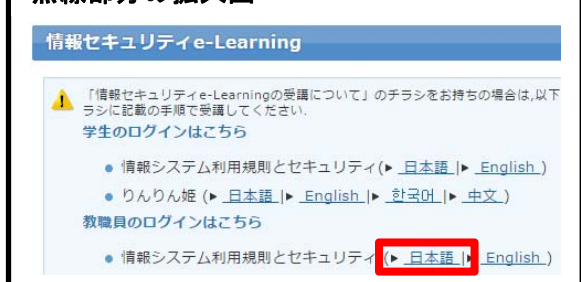 点線部分の拡大図
情報セキュリティe-Learning
「情報セキュリティe-Learningの受講について」のチラシをお持ちの場合は,以下
ラシに記載の手順で受講してください.
学生のログインはこちら
情報システム利用規則とセキュリティ(▶ 日本語 |▶ English )
りんりん姫 (▶ 日本語 |▶ English |▶ 한국어 |▶ 中文 )
教職員のログインはこちら
情報システム利用規則とセキュリティ (▶ 日本語 |▶ English )